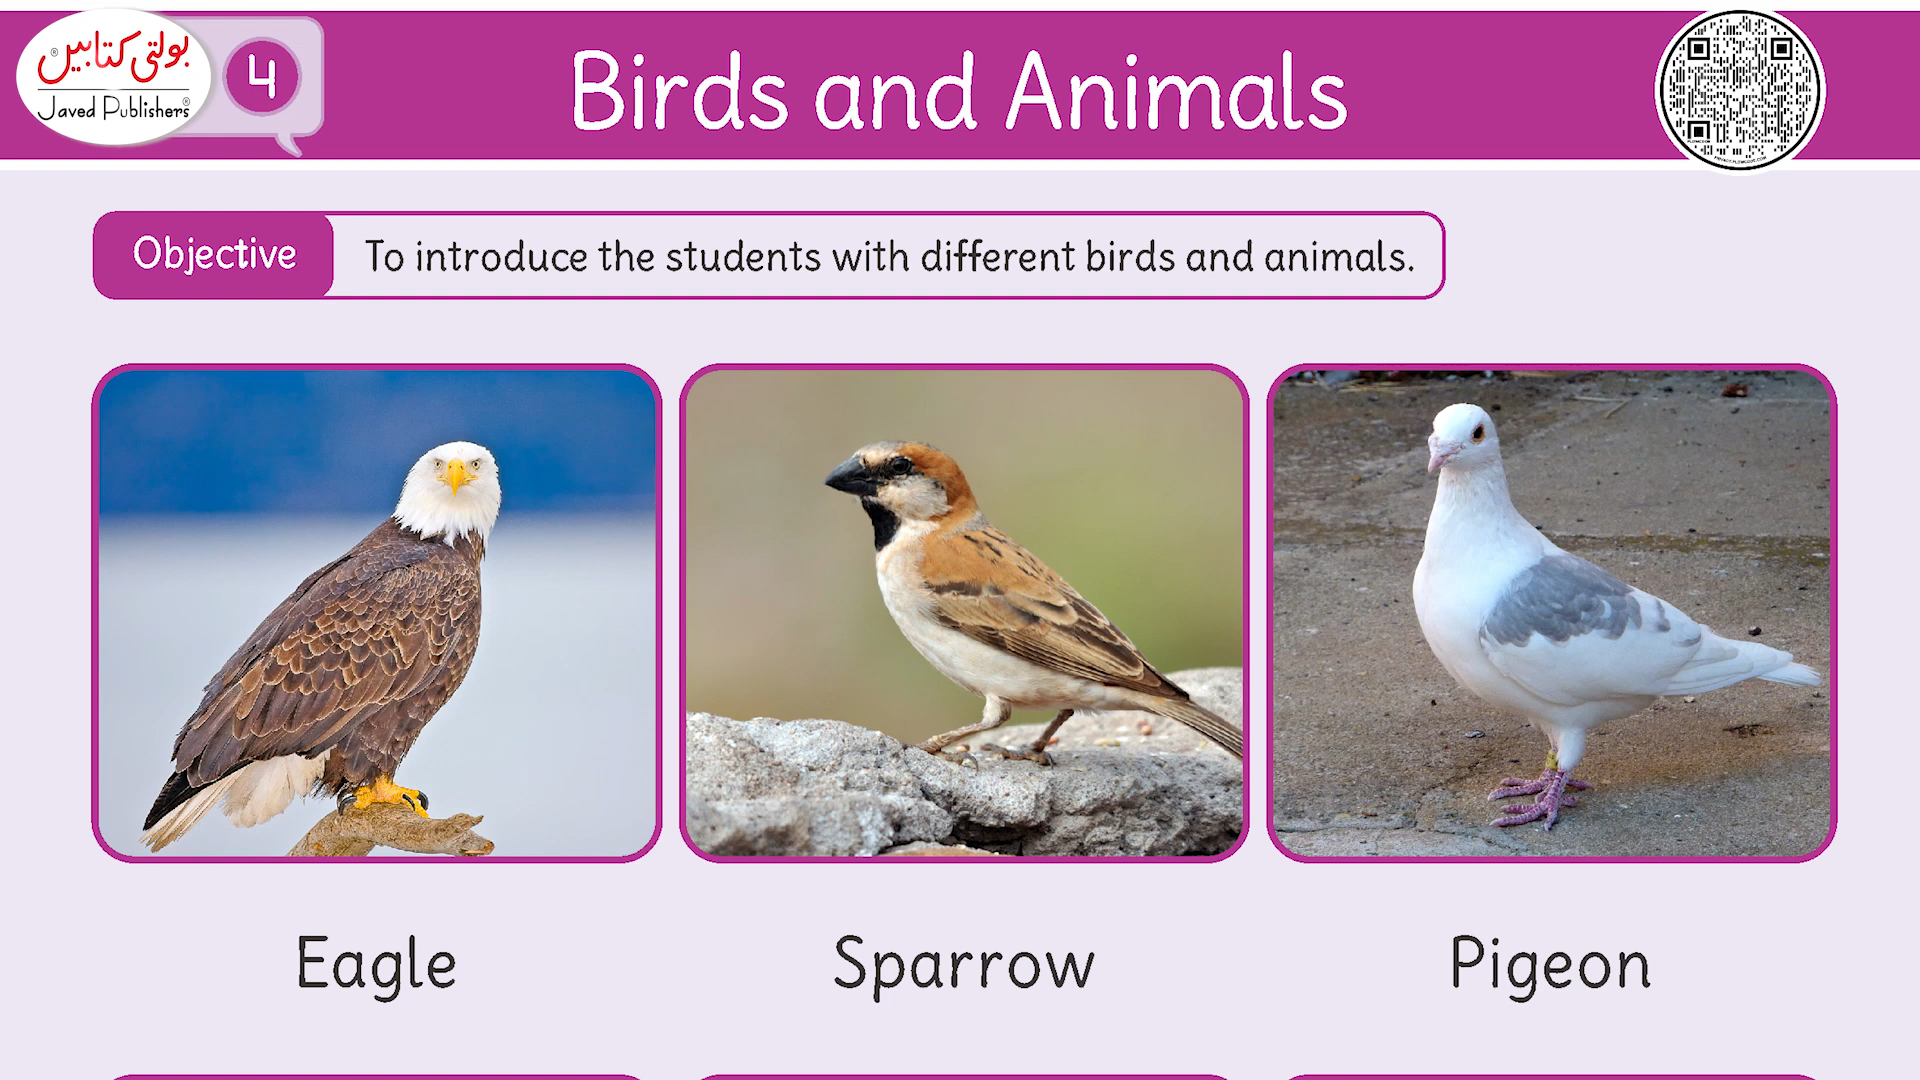 بولتی کتابیں
Javed Publishers
4
Birds and Animals
Objective
To introduce the students with different birds and animals.
Eagle
Sparrow
Pigeon